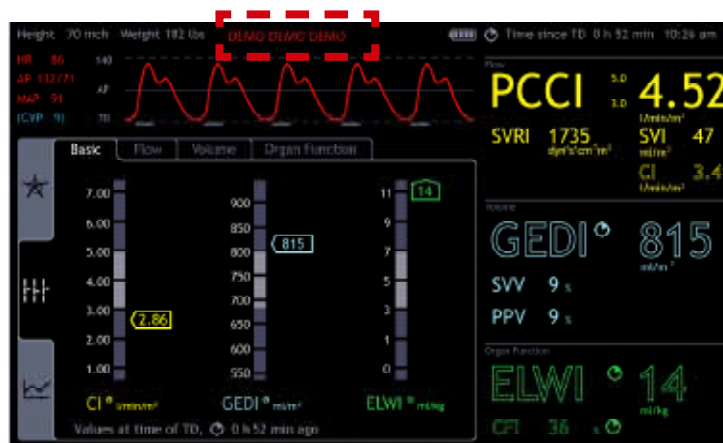 Height 70 inch Weight 182 lbs DEMO DEMO DEMO
Time since TD 0 h 52 min 10:26 am
HR 86
AP 132/71
MAP 91
(CVP 9)
140
AP
70
Basic Flow Volume Organ Function
7.00
6.00
5.00
4.00
3.00
2.00
1.00
2.86
CI l/min/m²
900
850
800
750
700
650
600
550
815
GEDI ml/m²
11
9
7
5
3
1
0
14
ELWI ml/kg
Values at time of TD, 0 h 52 min ago
Flow
PCCI 5.0 3.0 4.52
l/min/m²
SVRI 1735 SVI 47
dyn*s*cm⁻⁵m² ml/m²
CI 3.4
l/min/m²
Volume
GEDI 815
ml/m²
SVV 9 %
PPV 9 %
Organ Function
ELWI 14
ml/kg
CFI 36